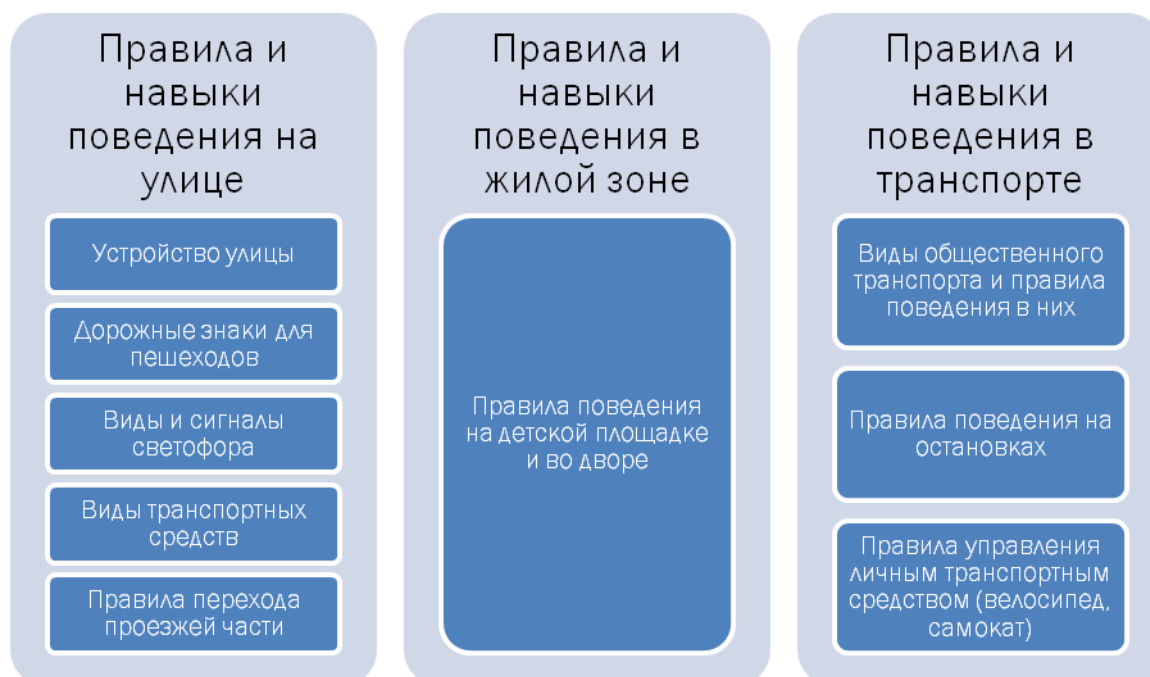 Правила и
навыки
поведения на
улице
Устройство улицы
Дорожные знаки для
пешеходов
Виды и сигналы
светофора
Виды транспортных
средств
Правила перехода
проезжей части
Правила и
навыки
поведения в
жилой зоне
Правила поведения
на детской площадке
и во дворе
Правила и
навыки
поведения в
транспорте
Виды общественного
транспорта и правила
поведения в них
Правила поведения на
остановках
Правила управления
личным транспортным
средством (велосипед,
самокат)